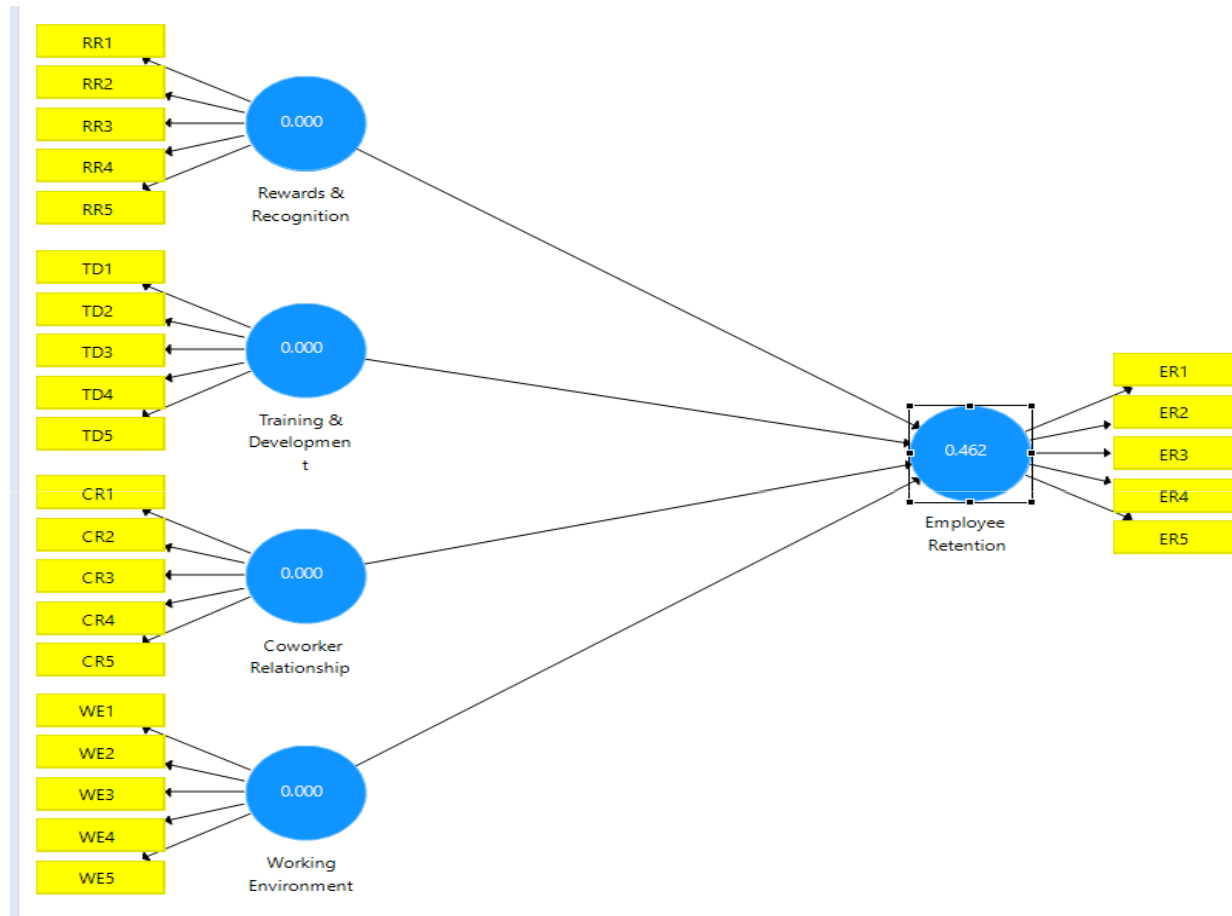 RR1
RR2
RR3
RR4
RR5
0.000
Rewards &
Recognition
TD1
TD2
TD3
TD4
TD5
0.000
Training &
Developmen
t
CR1
CR2
CR3
CR4
CR5
0.000
Coworker
Relationship
WE1
WE2
WE3
WE4
WE5
0.000
Working
Environment
0.462
Employee
Retention
ER1
ER2
ER3
ER4
ER5